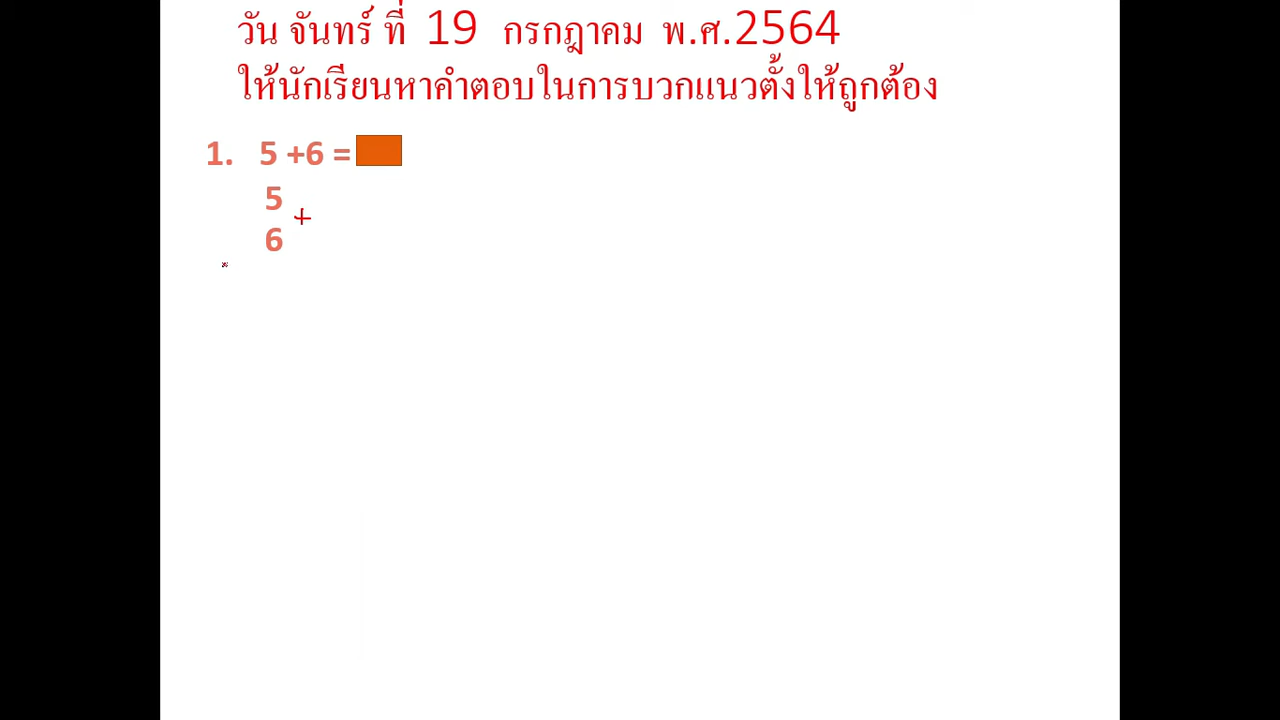 วัน จันทร์ ที่ 19 กรกฎาคม พ.ศ.2564
ให้นักเรียนหาคำตอบในการบวกแนวตั้งให้ถูกต้อง
1. 5 +6 =
5
+
6